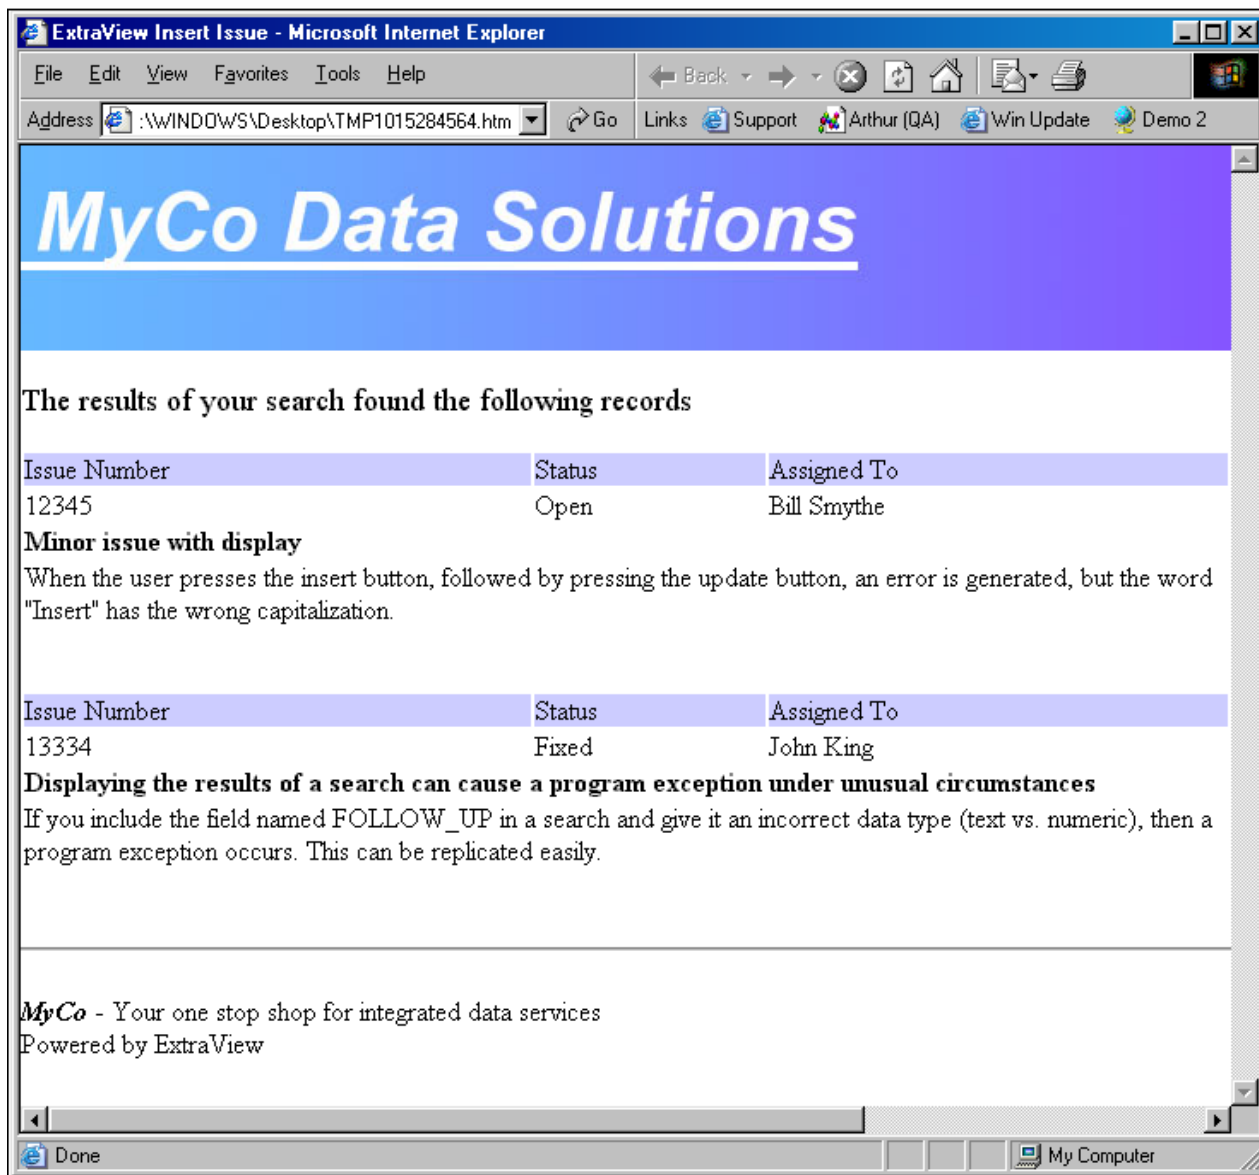 ExtraView Insert Issue - Microsoft Internet Explorer
File Edit View Favorites Tools Help Back
Address :\WINDOWS\Desktop\TMP1015284564.htm Go Links Support Arthur (QA) Win Update Demo 2
MyCo Data Solutions
The results of your search found the following records
Issue Number Status Assigned To
12345 Open Bill Smythe
Minor issue with display
When the user presses the insert button, followed by pressing the update button, an error is generated, but the word
"Insert" has the wrong capitalization.
Issue Number Status Assigned To
13334 Fixed John King
Displaying the results of a search can cause a program exception under unusual circumstances
If you include the field named FOLLOW_UP in a search and give it an incorrect data type (text vs. numeric), then a
program exception occurs. This can be replicated easily.
MyCo - Your one stop shop for integrated data services
Powered by ExtraView
Done My Computer